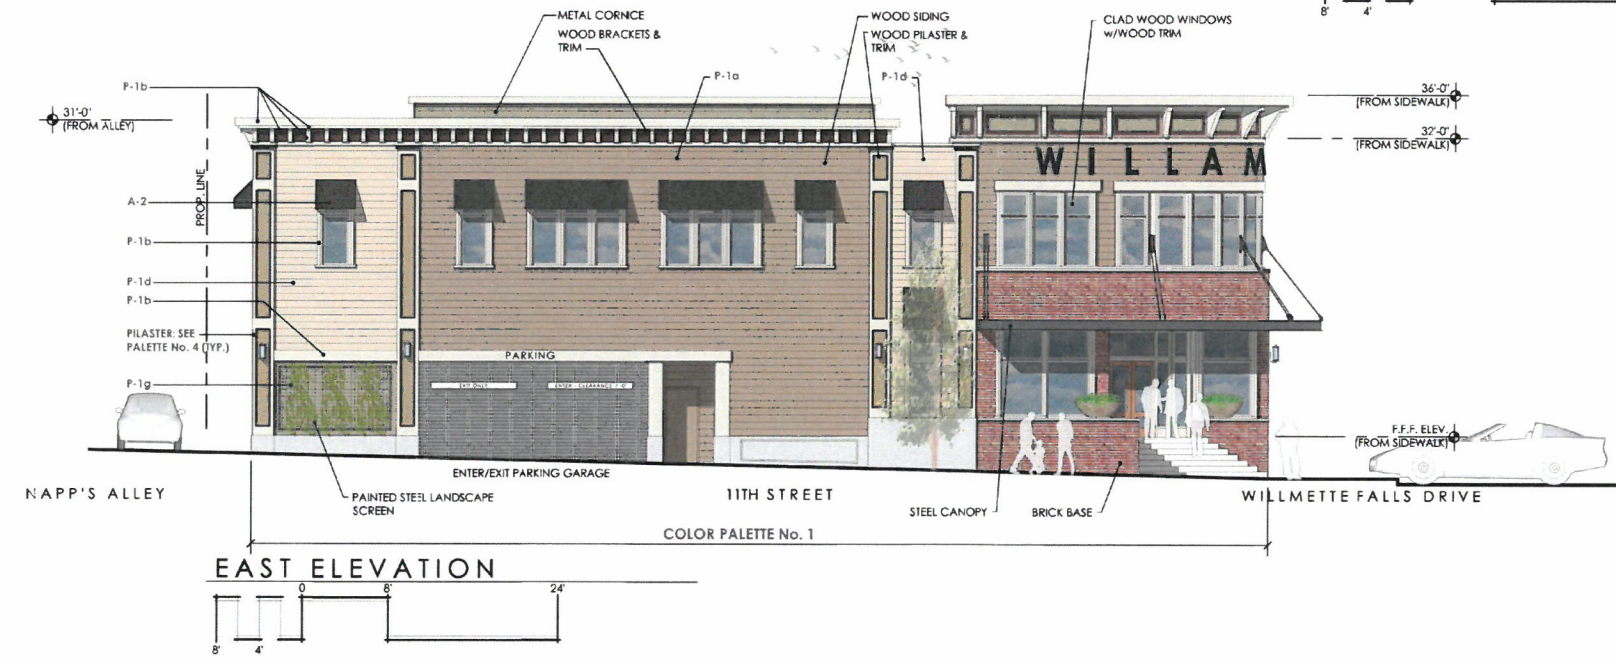 8'
4'
METAL CORNICE
WOOD BRACKETS &
TRIM
WOOD SIDING
WOOD PILASTER &
TRIM
CLAD WOOD WINDOWS
w/WOOD TRIM
P-1b
P-1a
P-1d
31'-0"
(FROM ALLEY)
36'-0"
(FROM SIDEWALK)
32'-0"
(FROM SIDEWALK)
WILLAM
PROP. LINE
A-2
P-1b
P-1d
P-1b
PILASTER: SEE
PALETTE No. 4 (TYP.)
P-1g
PARKING
EXIT ONLY
F.F.F. ELEV.
(FROM SIDEWALK)
ENTER/EXIT PARKING GARAGE
NAPP'S ALLEY
PAINTED STEEL LANDSCAPE
SCREEN
11TH STREET
STEEL CANOPY
BRICK BASE
WILLMETTE FALLS DRIVE
COLOR PALETTE No. 1
EAST ELEVATION
0
8'
24'
8'
4'